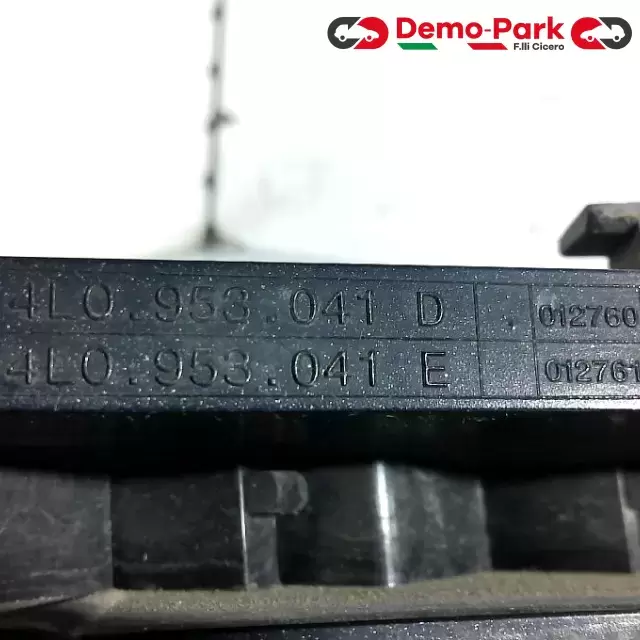 Demo-Park
F.lli Cicero
4L0.953.041 D . 012760
4L0.953.041 E 012761